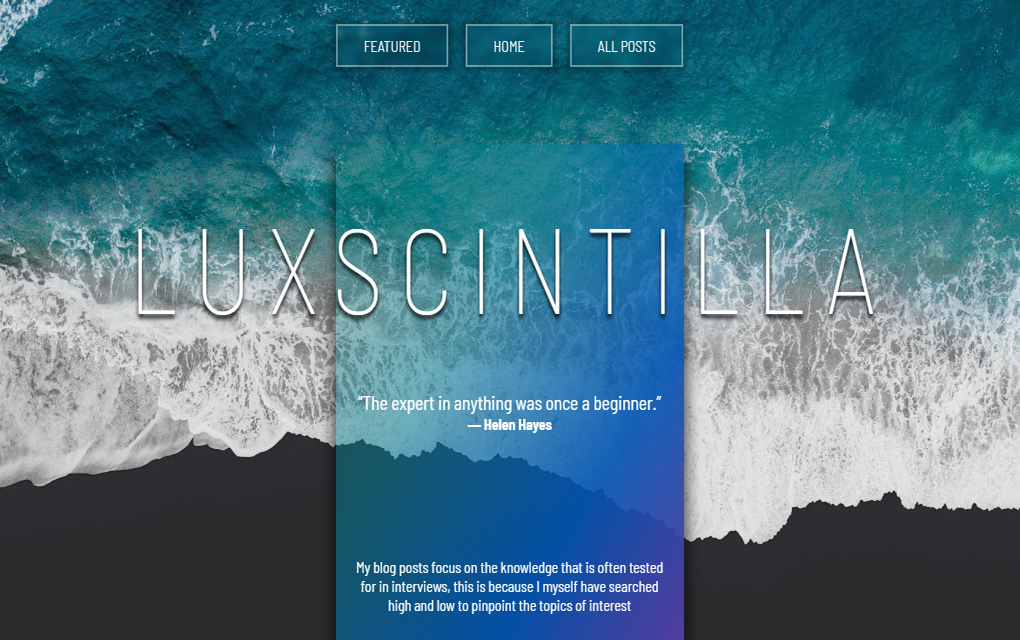 FEATURED HOME ALL POSTS
LUXSCINTILLA
“The expert in anything was once a beginner.”
— Helen Hayes
My blog posts focus on the knowledge that is often tested
for in interviews, this is because I myself have searched
high and low to pinpoint the topics of interest